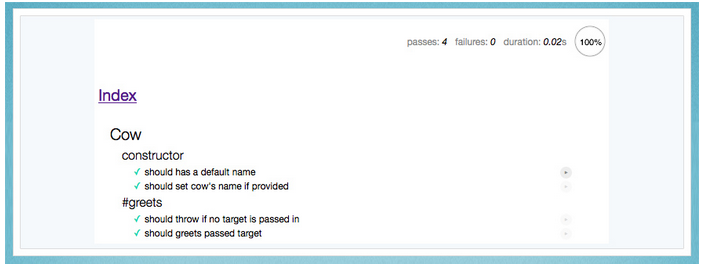 passes: 4 failures: 0 duration: 0.02s 100%
Index
Cow
constructor
✓ should has a default name
✓ should set cow's name if provided
#greets
✓ should throw if no target is passed in
✓ should greets passed target